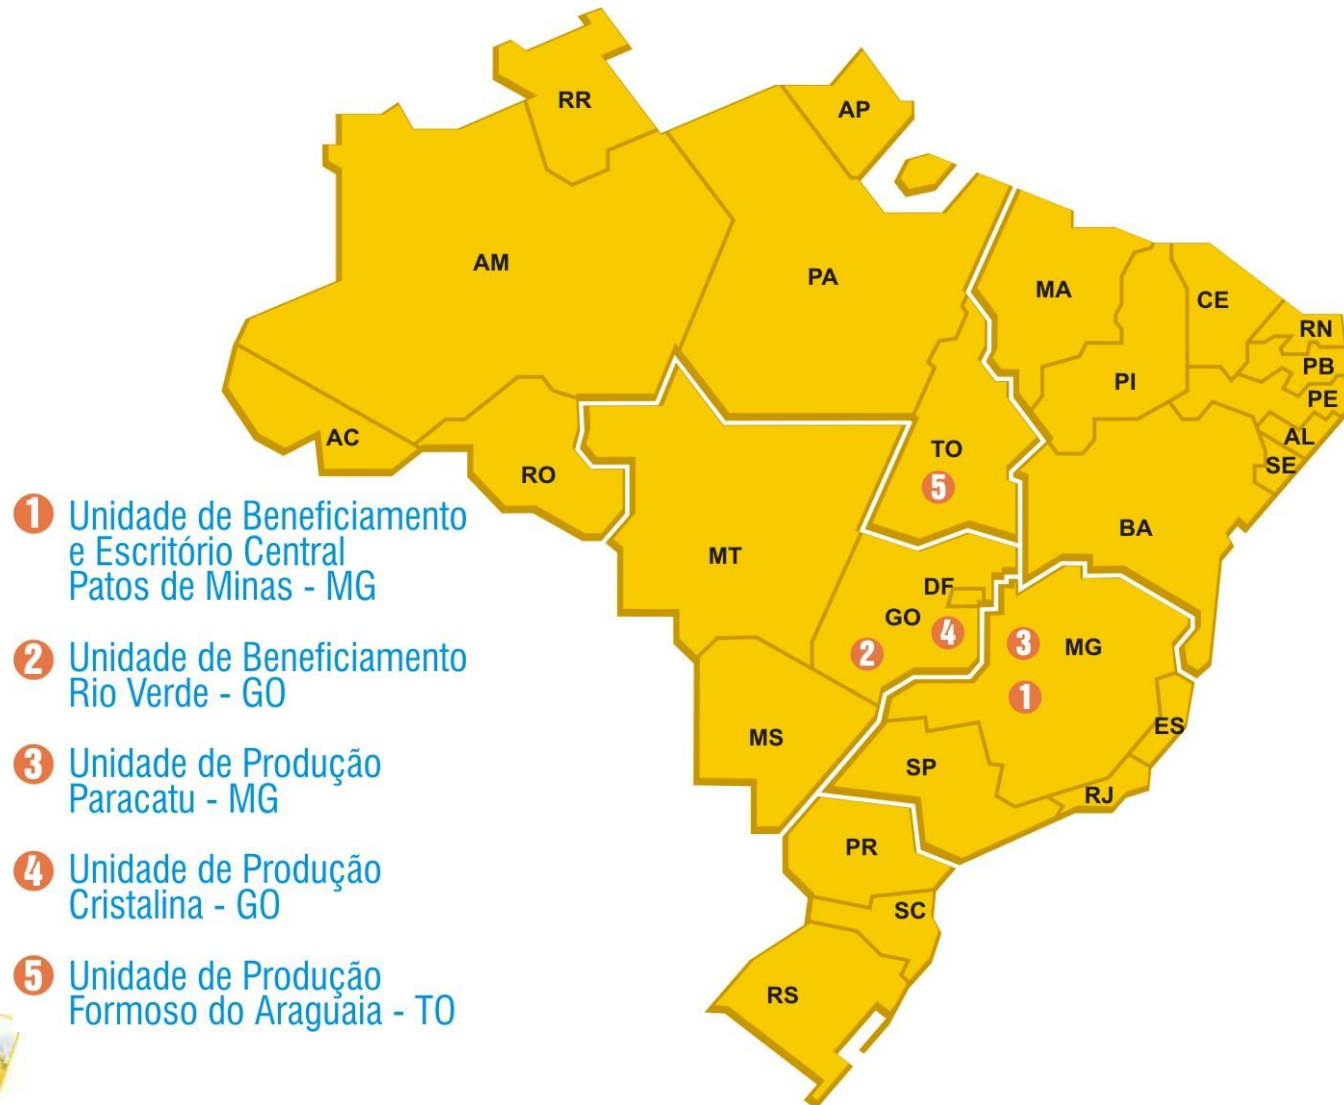 RR
AP
AM
PA
MA
CE
RN
PB
PI
PE
AC
AL
TO
SE
RO
5
1 Unidade de Beneficiamento
e Escritório Central
Patos de Minas - MG
BA
MT
DF
GO
4
3
MG
2
2 Unidade de Beneficiamento
Rio Verde - GO
1
ES
MS
3 Unidade de Produção
Paracatu - MG
SP
RJ
PR
4 Unidade de Produção
Cristalina - GO
SC
5 Unidade de Produção
Formoso do Araguaia - TO
RS